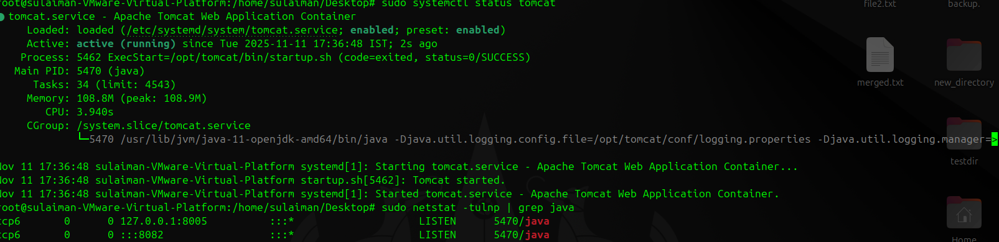 root@sulaiman-VMware-Virtual-Platform:/home/sulaiman/Desktop# sudo systemctl status tomcat
● tomcat.service - Apache Tomcat Web Application Container
Loaded: loaded (/etc/systemd/system/tomcat.service; enabled; preset: enabled)
Active: active (running) since Tue 2025-11-11 17:36:48 IST; 2s ago
Process: 5462 ExecStart=/opt/tomcat/bin/startup.sh (code=exited, status=0/SUCCESS)
Main PID: 5470 (java)
Tasks: 34 (limit: 4543)
Memory: 108.8M (peak: 108.9M)
CPU: 3.940s
CGroup: /system.slice/tomcat.service
└─5470 /usr/lib/jvm/java-11-openjdk-amd64/bin/java -Djava.util.logging.config.file=/opt/tomcat/conf/logging.properties -Djava.util.logging.manager=>
Nov 11 17:36:48 sulaiman-VMware-Virtual-Platform systemd[1]: Starting tomcat.service - Apache Tomcat Web Application Container...
Nov 11 17:36:48 sulaiman-VMware-Virtual-Platform startup.sh[5462]: Tomcat started.
Nov 11 17:36:48 sulaiman-VMware-Virtual-Platform systemd[1]: Started tomcat.service - Apache Tomcat Web Application Container.
root@sulaiman-VMware-Virtual-Platform:/home/sulaiman/Desktop# sudo netstat -tulnp | grep java
tcp6 0 0 127.0.0.1:8005 :::* LISTEN 5470/java
tcp6 0 0 :::8082 :::* LISTEN 5470/java
file2.txt
backup.
merged.txt
new_directory
testdir
Home